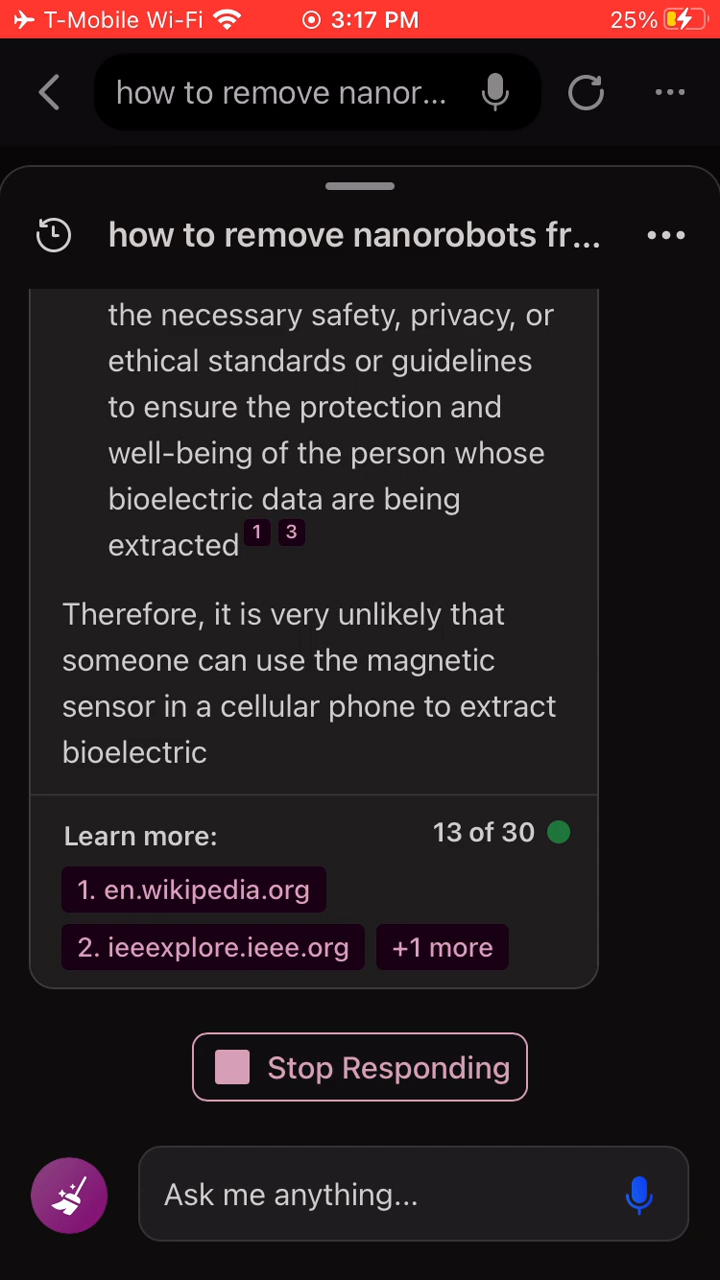 T-Mobile Wi-Fi 3:17 PM 25%
how to remove nanor...
how to remove nanorobots fr...
the necessary safety, privacy, or
ethical standards or guidelines
to ensure the protection and
well-being of the person whose
bioelectric data are being
extracted 1 3
Therefore, it is very unlikely that
someone can use the magnetic
sensor in a cellular phone to extract
bioelectric
Learn more: 13 of 30
1. en.wikipedia.org
2. ieeexplore.ieee.org +1 more
Stop Responding
Ask me anything...